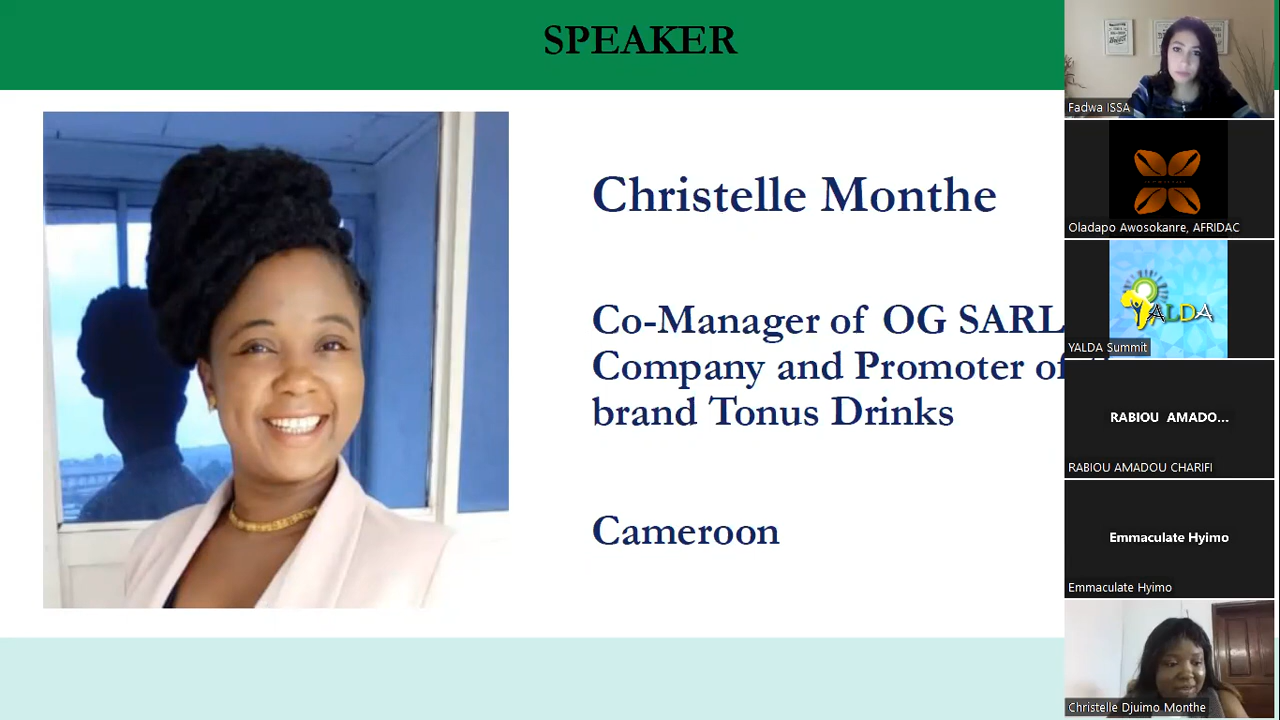 SPEAKER
Christelle Monthe
Co-Manager of OG SARL
Company and Promoter of
brand Tonus Drinks
Cameroon
Fadwa ISSA
Oladapo Awosokanre, AFRIDAC
YALDA
YALDA Summit
RABIOU AMADO...
RABIOU AMADOU CHARIFI
Emmaculate Hyimo
Emmaculate Hyimo
Christelle Djuimo Monthe